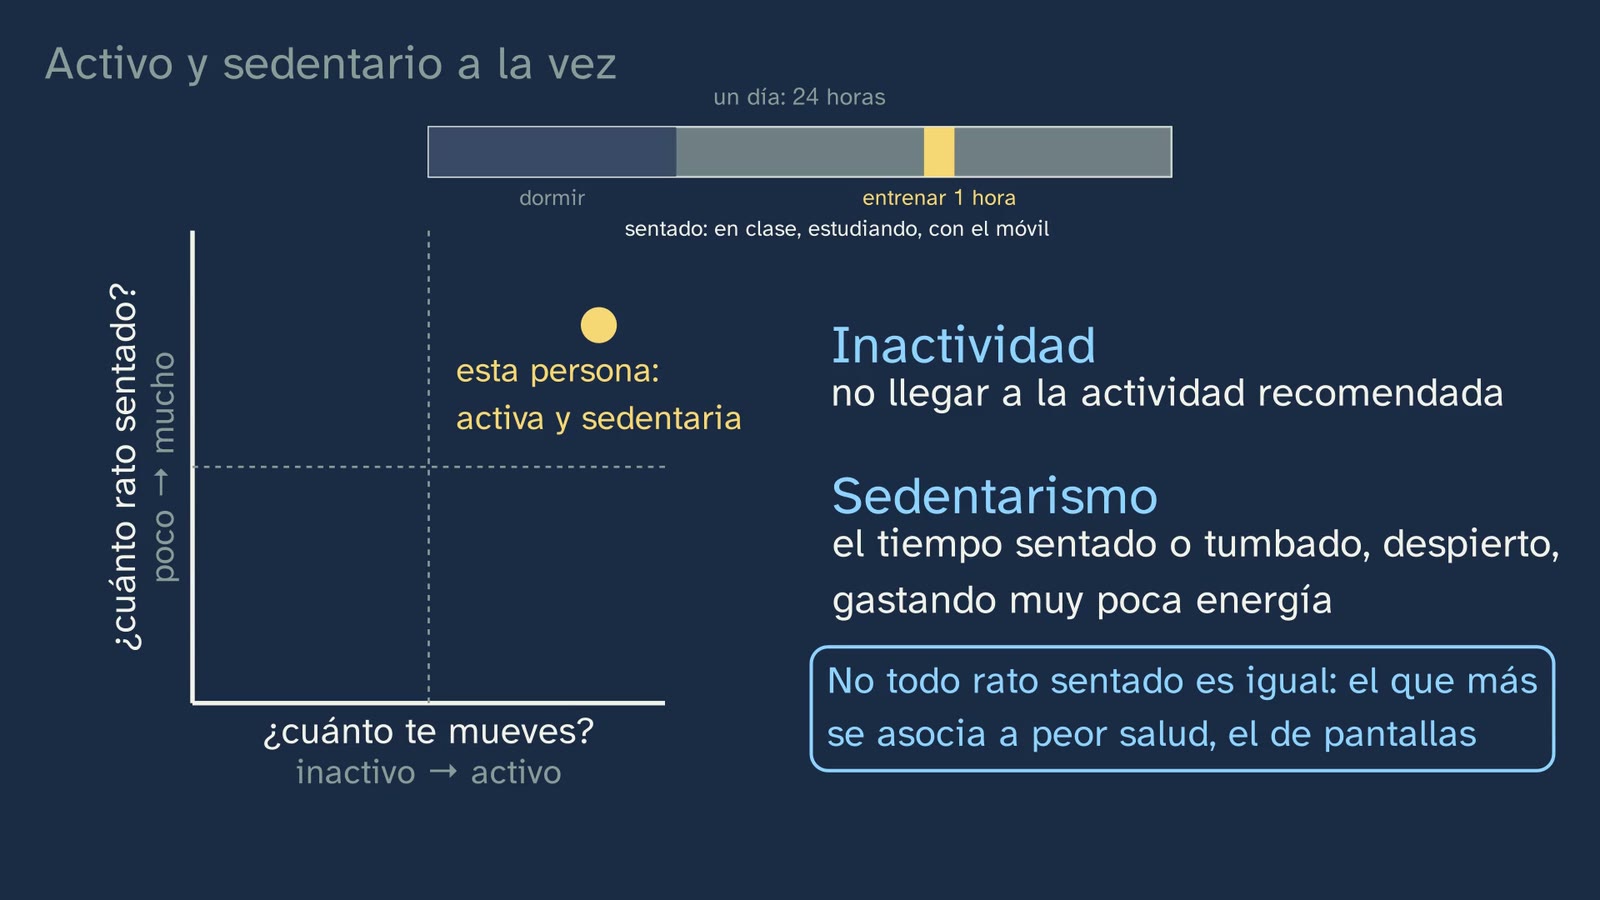 Activo y sedentario a la vez
un día: 24 horas
dormir
entrenar 1 hora
sentado: en clase, estudiando, con el móvil
¿cuánto rato sentado?
poco → mucho
esta persona:
activa y sedentaria
¿cuánto te mueves?
inactivo → activo
Inactividad
no llegar a la actividad recomendada
Sedentarismo
el tiempo sentado o tumbado, despierto,
gastando muy poca energía
No todo rato sentado es igual: el que más
se asocia a peor salud, el de pantallas